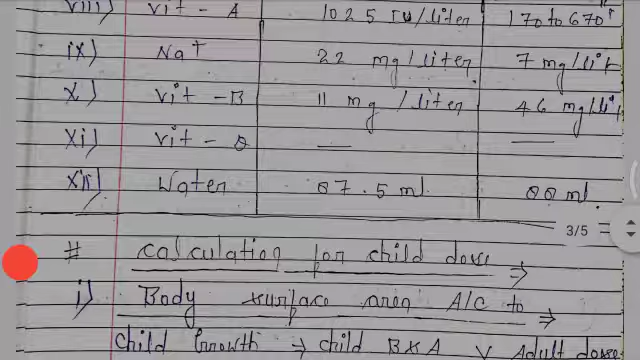 viii) Vit - A 1025 IU/liter 170 to 670
ix) Na+ 22 mg/liter 7 mg/lit
x) Vit - B 11 mg/liter 46 mg/lit
xi) Vit - D —
xii) Water 87.5 ml 88 ml
3/5
# Calculation for child dose ⇒
i) Body surface area A/C to ⇒
child Growth → child BSA × Adult dose